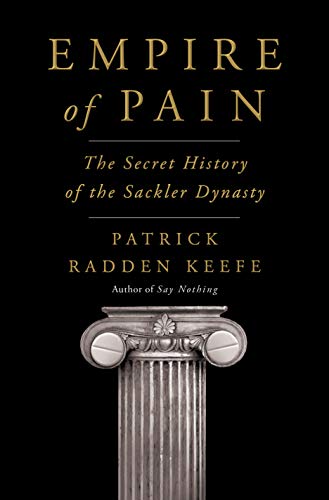 EMPIRE
of PAIN
The Secret History
of the Sackler Dynasty
PATRICK
RADDEN KEEFE
Author of Say Nothing